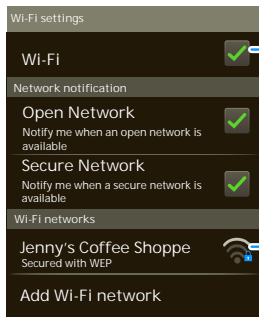 Wi-Fi settings
Wi-Fi
Network notification
Open Network
Notify me when an open network is
available
Secure Network
Notify me when a secure network is
available
Wi-Fi networks
Jenny's Coffee Shoppe
Secured with WEP
Add Wi-Fi network